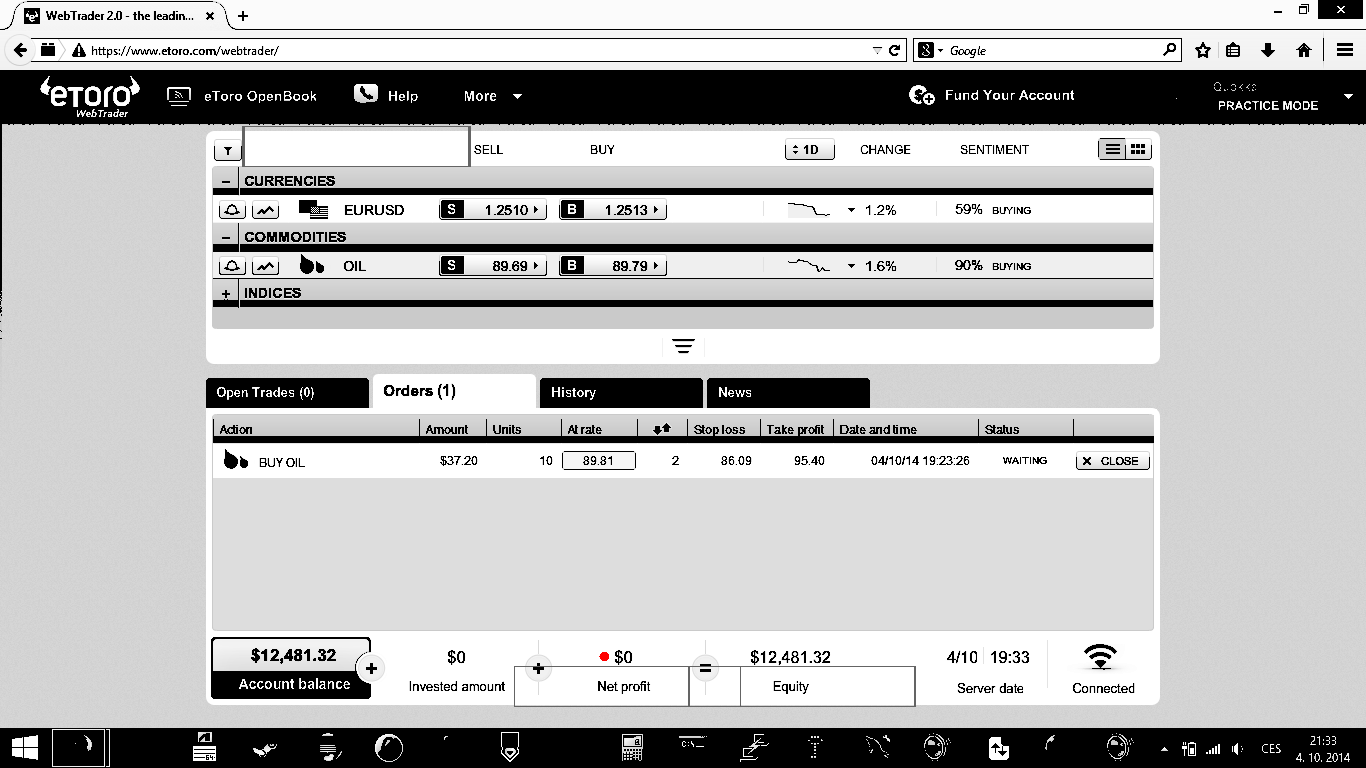 WebTrader 2.0 - the leadin...
https://www.etoro.com/webtrader/
Google
eToro
WebTrader
eToro OpenBook
Help
More
Fund Your Account
PRACTICE MODE
SELL BUY 1D CHANGE SENTIMENT
CURRENCIES
EURUSD S 1.2510 B 1.2513 1.2% 59% BUYING
COMMODITIES
OIL S 89.69 B 89.79 1.6% 90% BUYING
INDICES
Open Trades (0) Orders (1) History News
Action Amount Units At rate Stop loss Take profit Date and time Status
BUY OIL $37.20 10 89.81 2 86.09 95.40 04/10/14 19:23:26 WAITING CLOSE
$12,481.32 $0 $0 $12,481.32 4/10 19:33
Account balance Invested amount Net profit Equity Server date Connected
CES
21:33
4. 10. 2014